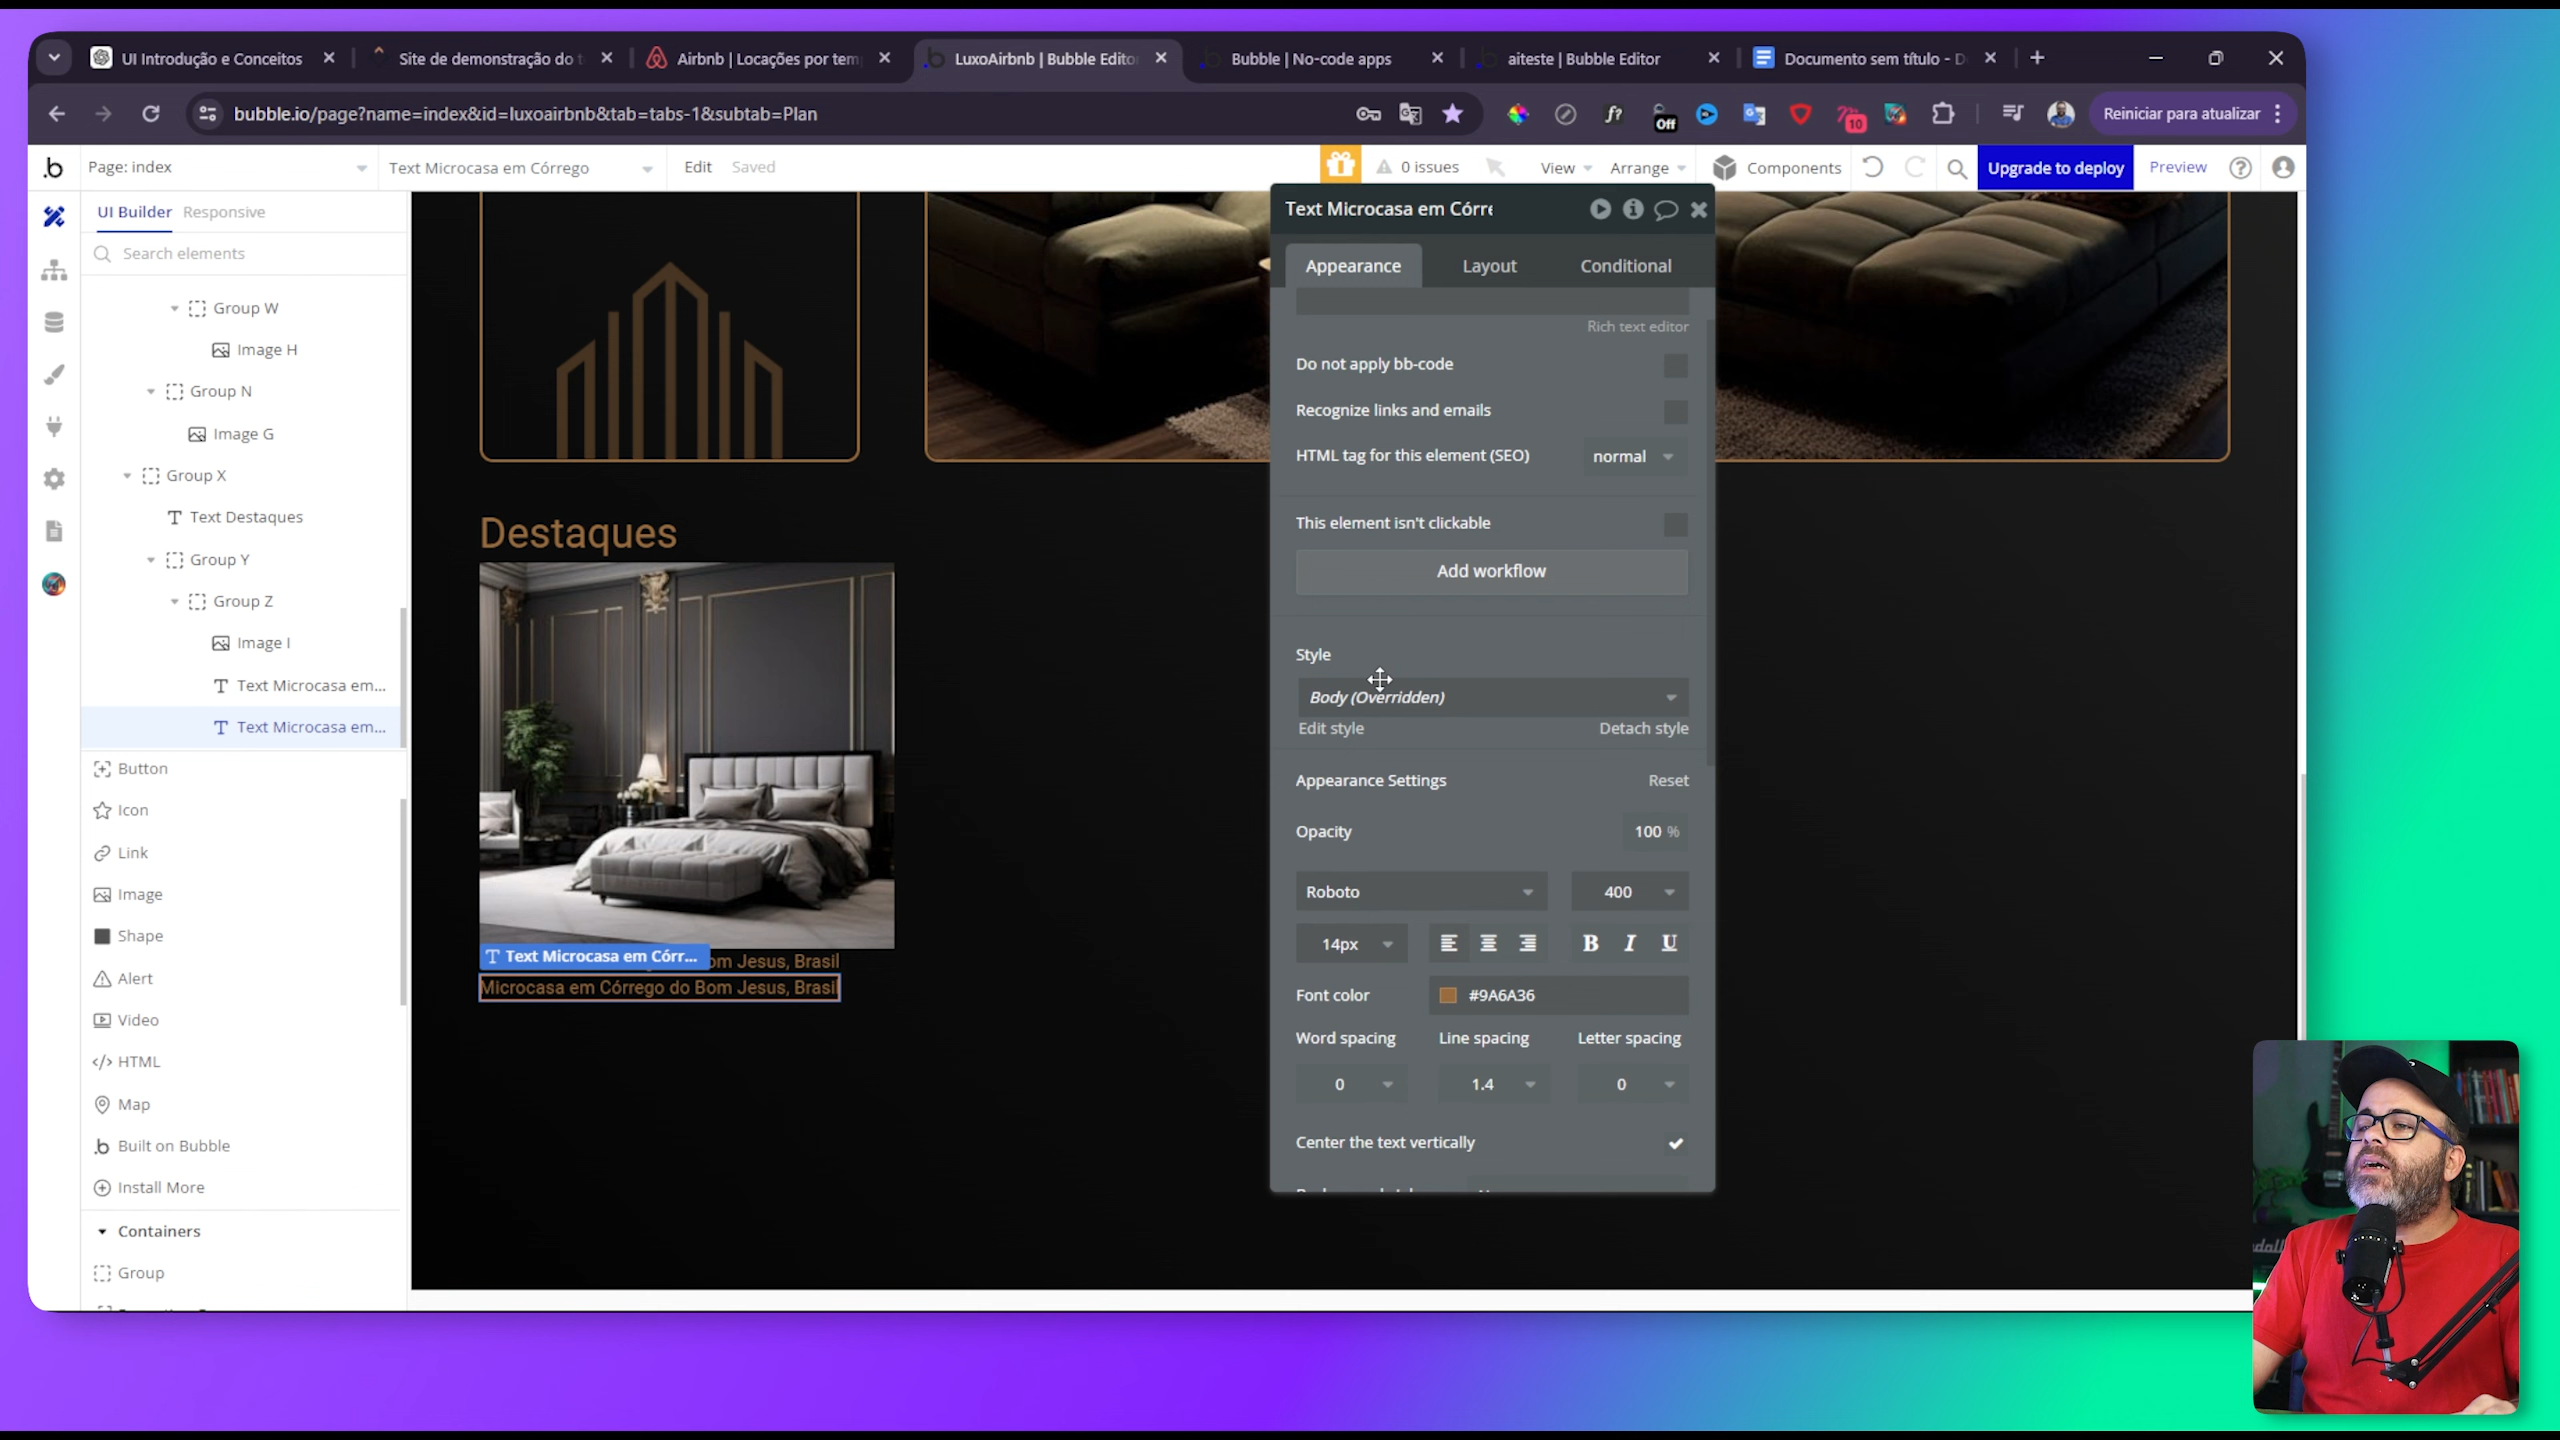 UI Introdução e Conceitos
Site de demonstração do t
Airbnb | Locações por tem
LuxoAirbnb | Bubble Edito
Bubble | No-code apps
aiteste | Bubble Editor
Documento sem título - D
bubble.io/page?name=index&id=luxoairbnb&tab=tabs-1&subtab=Plan
f?
Off
10
Reiniciar para atualizar
.b
Page: index
Text Microcasa em Córrego
Edit
Saved
0 issues
View
Arrange
Components
Upgrade to deploy
Preview
UI Builder
Responsive
Search elements
Group W
Image H
Group N
Image G
Group X
Text Destaques
Group Y
Group Z
Image I
Text Microcasa em...
Text Microcasa em...
Button
Icon
Link
Image
Shape
Alert
Video
</> HTML
Map
.b Built on Bubble
Install More
Containers
Group
Destaques
Text Microcasa em Córr...
om Jesus, Brasil
Microcasa em Córrego do Bom Jesus, Brasil
Text Microcasa em Córre
Appearance
Layout
Conditional
Rich text editor
Do not apply bb-code
Recognize links and emails
HTML tag for this element (SEO)
normal
This element isn't clickable
Add workflow
Style
Body (Overridden)
Edit style
Detach style
Appearance Settings
Reset
Opacity
100 %
Roboto
400
14px
B I U
Font color
#9A6A36
Word spacing
Line spacing
Letter spacing
0
1.4
0
Center the text vertically